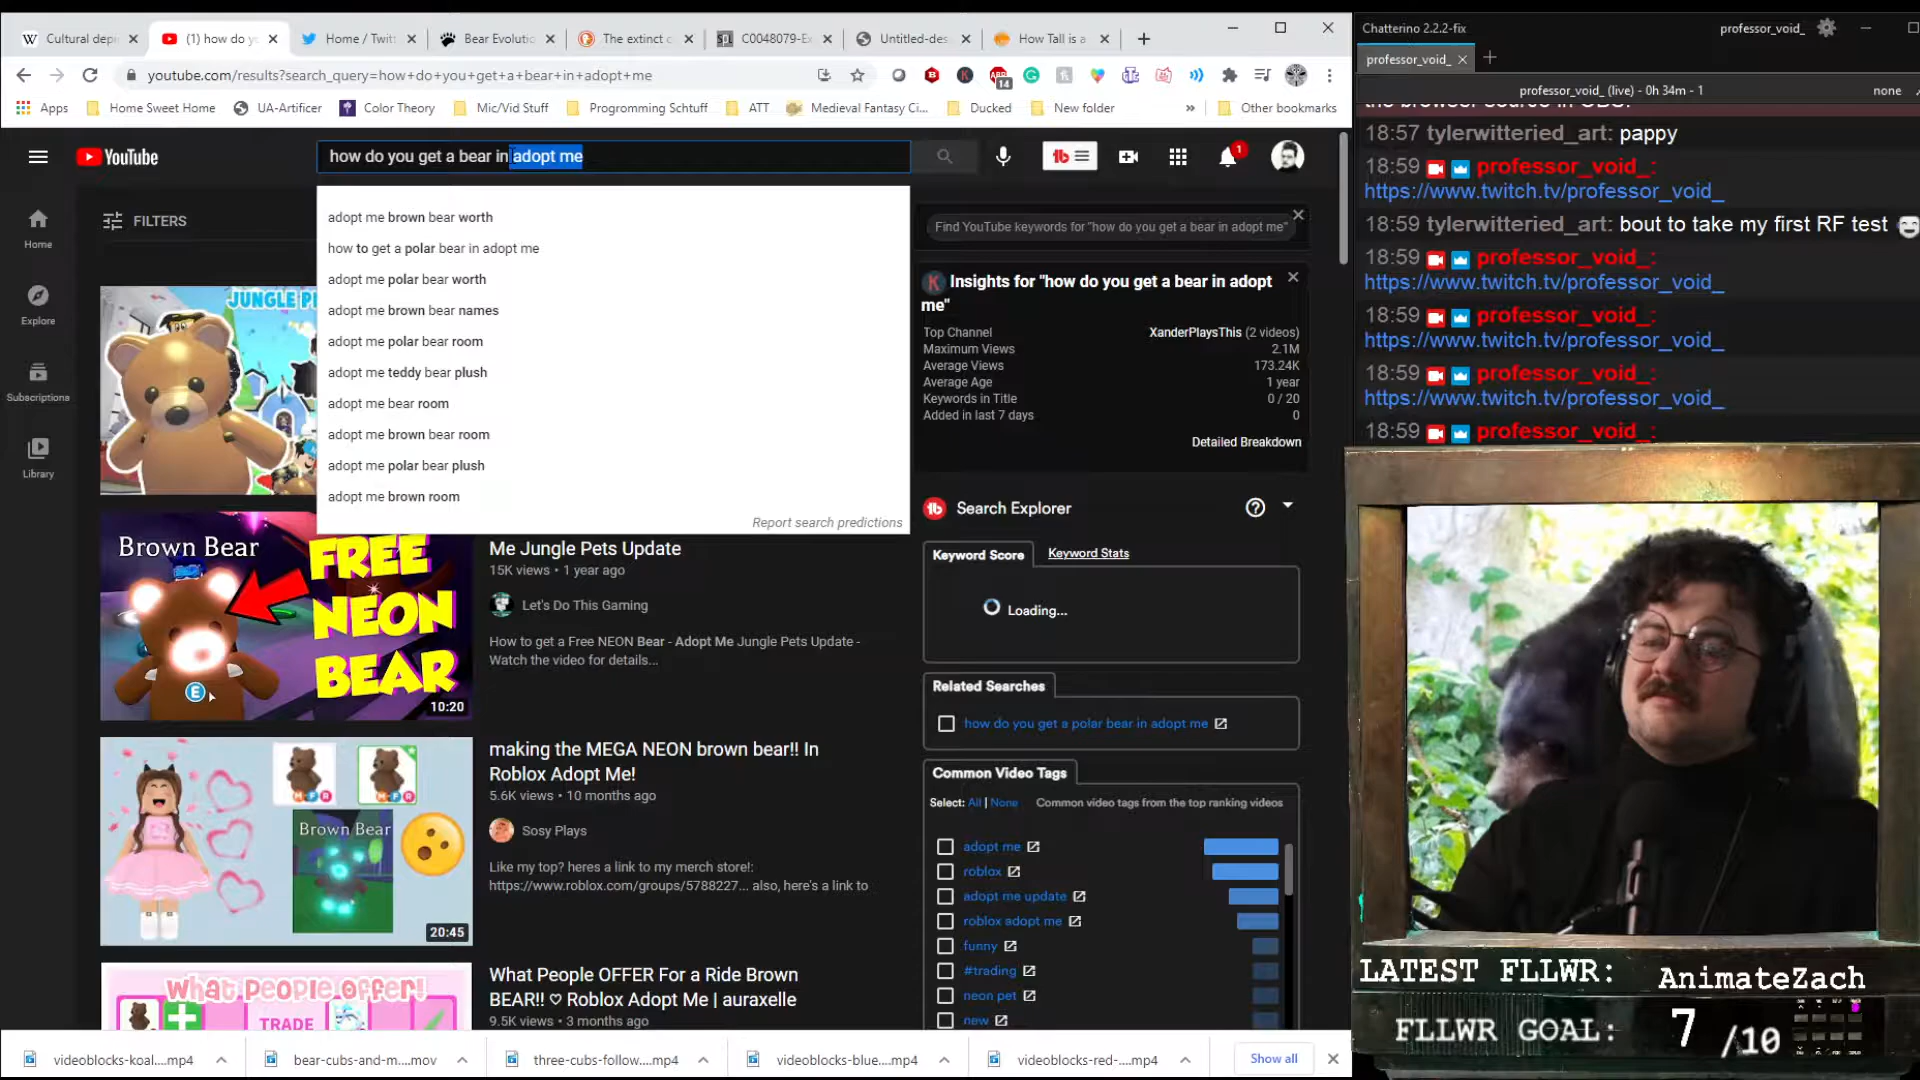 Cultural dep
(1) how do y
Home / Twitt
Bear Evoluti
The extinct c
C0048079-Ex
Untitled-des
How Tall is a
youtube.com/results?search_query=how+do+you+get+a+bear+in+adopt+me
14
Apps
Home Sweet Home
UA-Artificer
Color Theory
Mic/Vid Stuff
Programming Schtuff
ATT
Medieval Fantasy Ci...
Ducked
New folder
»
Other bookmarks
YouTube
how do you get a bear in adopt me
1
Home
Explore
Subscriptions
Library
FILTERS
adopt me brown bear worth
how to get a polar bear in adopt me
adopt me polar bear worth
adopt me brown bear names
adopt me polar bear room
adopt me teddy bear plush
adopt me bear room
adopt me brown bear room
adopt me polar bear plush
adopt me brown room
Report search predictions
JUNGLE P
Me Jungle Pets Update
15K views • 1 year ago
Let's Do This Gaming
How to get a Free NEON Bear - Adopt Me Jungle Pets Update -
Watch the video for details...
Brown Bear
FREE
NEON
BEAR
E
10:20
making the MEGA NEON brown bear!! In
Roblox Adopt Me!
5.6K views • 10 months ago
Sosy Plays
Like my top? heres a link to my merch store!:
https://www.roblox.com/groups/5788227... also, here's a link to
M F R
M F R
Brown Bear
20:45
What People OFFER For a Ride Brown
BEAR!! ♡ Roblox Adopt Me | auraxelle
9.5K views • 3 months ago
what people offer!
TRADE
Find YouTube keywords for "how do you get a bear in adopt me"
Insights for "how do you get a bear in adopt
me"
Top Channel XanderPlaysThis (2 videos)
Maximum Views 2.1M
Average Views 173.24K
Average Age 1 year
Keywords in Title 0 / 20
Added in last 7 days 0
Detailed Breakdown
Search Explorer
Keyword Score
Keyword Stats
Loading...
Related Searches
how do you get a polar bear in adopt me
Common Video Tags
Select: All | None Common video tags from the top ranking videos
adopt me
roblox
adopt me update
roblox adopt me
funny
#trading
neon pet
new
videoblocks-koal....mp4
bear-cubs-and-m....mov
three-cubs-follow....mp4
videoblocks-blue....mp4
videoblocks-red-....mp4
Show all
Chatterino 2.2.2-fix
professor_void_
professor_void_
professor_void_ (live) - 0h 34m - 1
none
the browser source in OBS.
18:57 tylerwitteried_art: pappy
18:59 professor_void_:
https://www.twitch.tv/professor_void_
18:59 tylerwitteried_art: bout to take my first RF test
18:59 professor_void_:
https://www.twitch.tv/professor_void_
18:59 professor_void_:
https://www.twitch.tv/professor_void_
18:59 professor_void_:
https://www.twitch.tv/professor_void_
18:59 professor_void_:
LATEST FLLWR: AnimateZach
FLLWR GOAL: 7 /10